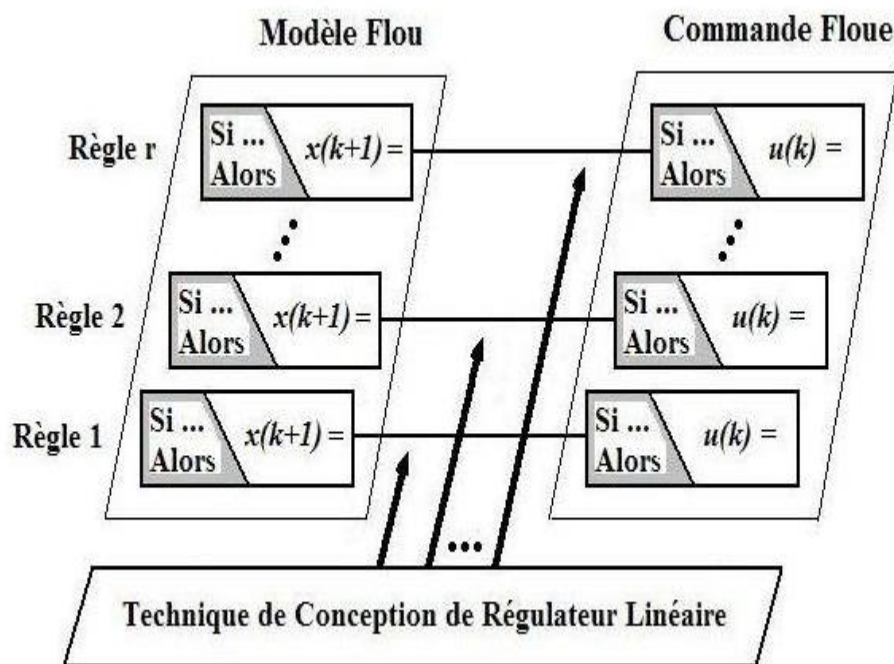 Modèle Flou
Commande Floue
Règle r
Si ...
Alors
x(k+1) =
Si ...
Alors
u(k) =
Règle 2
Si ...
Alors
x(k+1) =
Si ...
Alors
u(k) =
Règle 1
Si ...
Alors
x(k+1) =
Si ...
Alors
u(k) =
...
Technique de Conception de Régulateur Linéaire